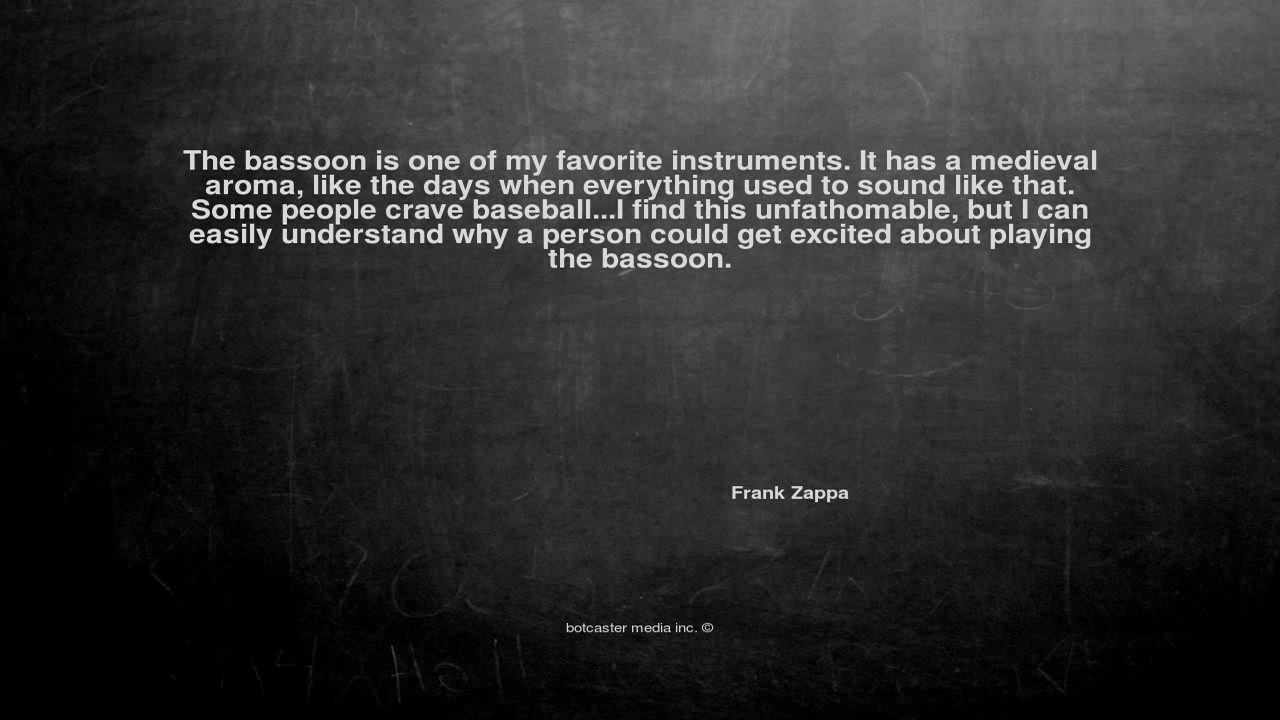 The bassoon is one of my favorite instruments. It has a medieval
aroma, like the days when everything used to sound like that.
Some people crave baseball...I find this unfathomable, but I can
easily understand why a person could get excited about playing
the bassoon.
Frank Zappa
botcaster media inc. ©